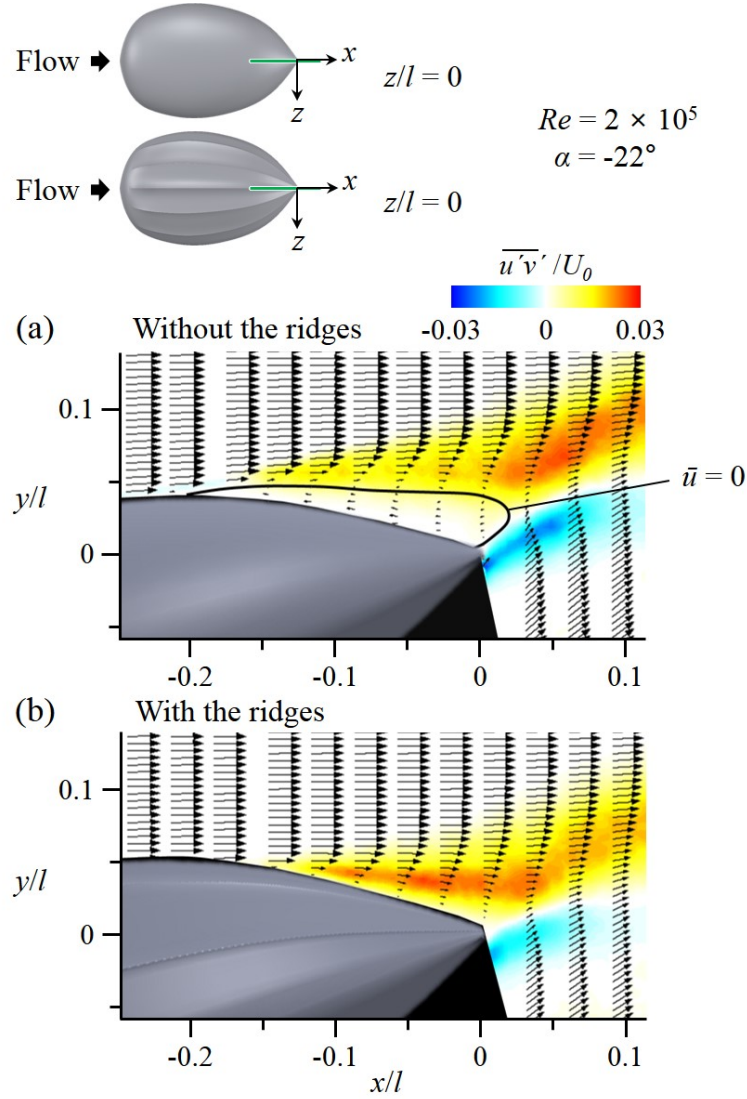 Flow x
z/l = 0
z
Re = 2 × 10⁵
α = -22°
Flow x
z/l = 0
z
u′v′ /U₀
(a) Without the ridges -0.03 0 0.03
0.1
y/l
ū = 0
0
-0.2 -0.1 0 0.1
(b) With the ridges
0.1
y/l
0
-0.2 -0.1 0 0.1
x/l